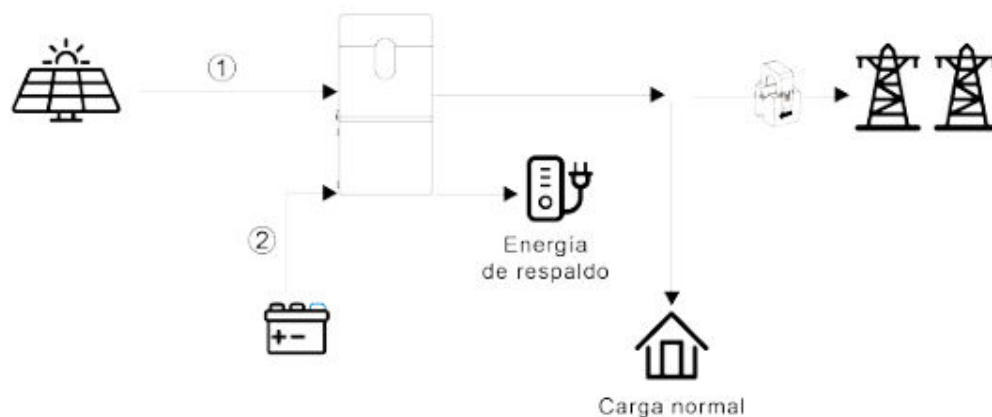 ①
②
Energía
de respaldo
Carga normal